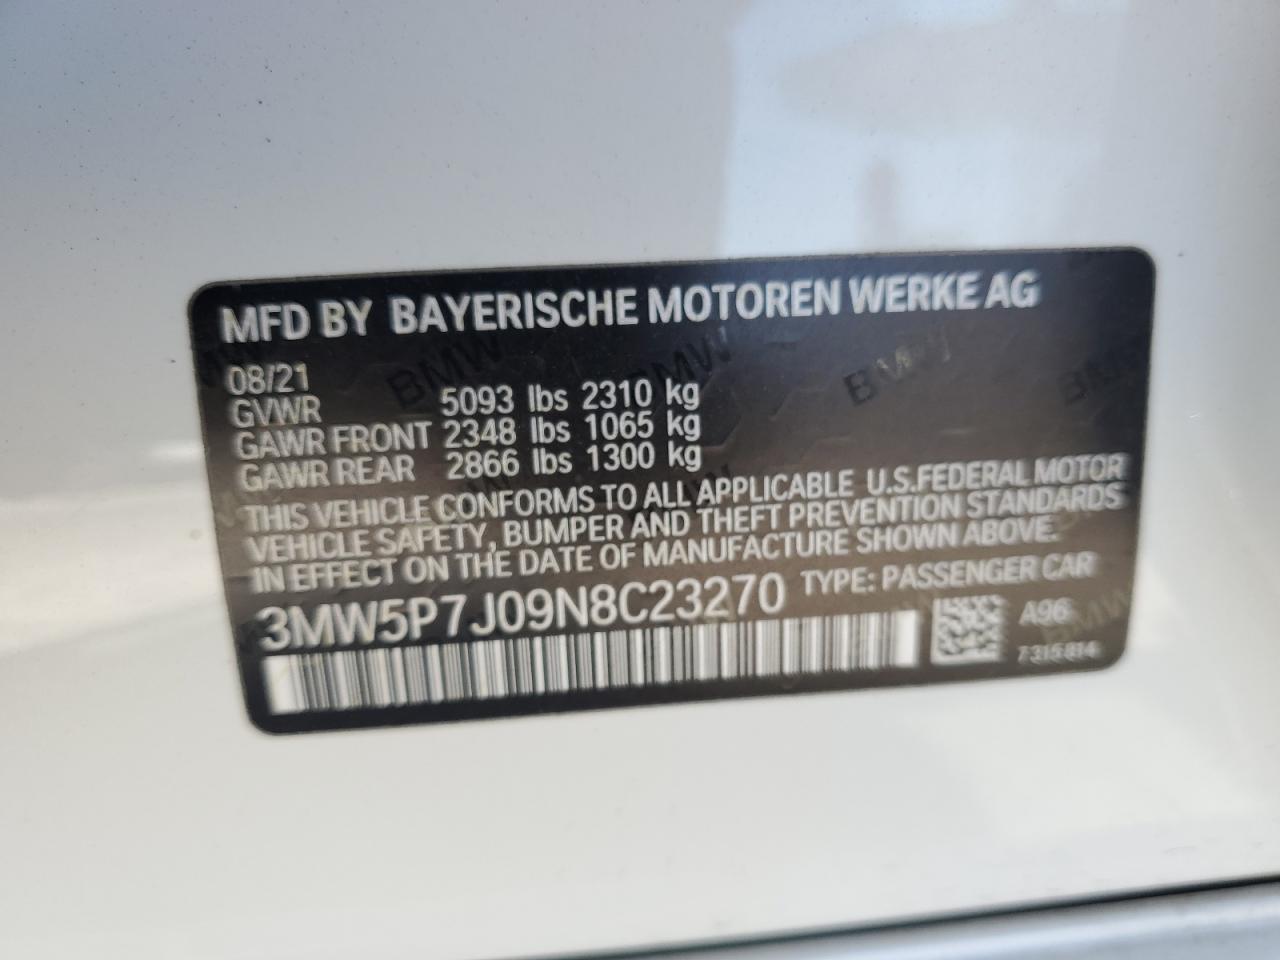 MFD BY BAYERISCHE MOTOREN WERKE AG
08/21
GVWR 5093 lbs 2310 kg
GAWR FRONT 2348 lbs 1065 kg
GAWR REAR 2866 lbs 1300 kg
THIS VEHICLE CONFORMS TO ALL APPLICABLE U.S.FEDERAL MOTOR
VEHICLE SAFETY, BUMPER AND THEFT PREVENTION STANDARDS
IN EFFECT ON THE DATE OF MANUFACTURE SHOWN ABOVE.
3MW5P7J09N8C23270 TYPE: PASSENGER CAR
A96
7315814